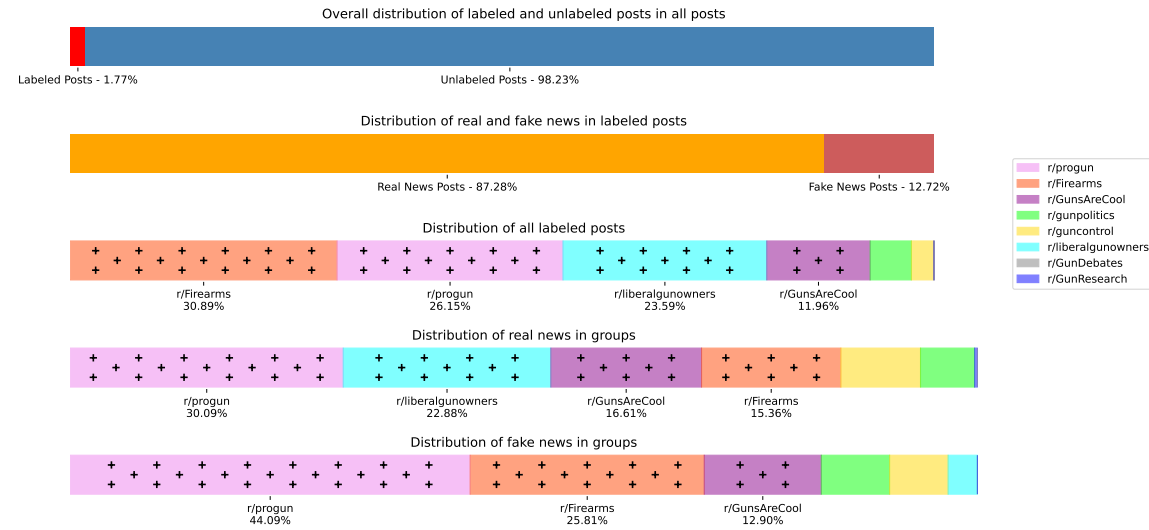 Overall distribution of labeled and unlabeled posts in all posts
Labeled Posts - 1.77%
Unlabeled Posts - 98.23%
Distribution of real and fake news in labeled posts
Real News Posts - 87.28%
Fake News Posts - 12.72%
r/progun
r/Firearms
r/GunsAreCool
r/gunpolitics
r/guncontrol
r/liberalgunowners
r/GunDebates
r/GunResearch
Distribution of all labeled posts
r/Firearms
30.89%
r/progun
26.15%
r/liberalgunowners
23.59%
r/GunsAreCool
11.96%
Distribution of real news in groups
r/progun
30.09%
r/liberalgunowners
22.88%
r/GunsAreCool
16.61%
r/Firearms
15.36%
Distribution of fake news in groups
r/progun
44.09%
r/Firearms
25.81%
r/GunsAreCool
12.90%